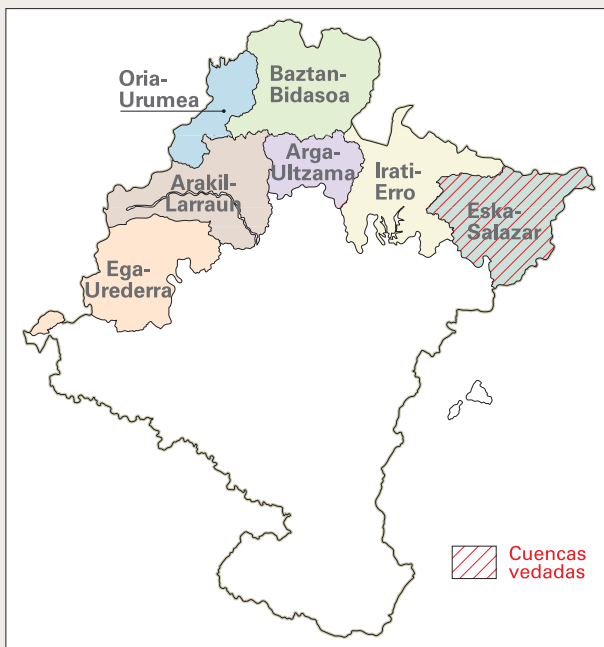 Oria-
Urumea
Baztan-
Bidasoa
Arga-
Ultzama
Irati-
Erro
Arakil-
Larraun
Eska-
Salazar
Ega-
Urederra
Cuencas
vedadas